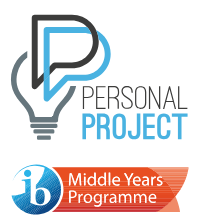 PERSONAL
PROJECT
ib
Middle Years
Programme